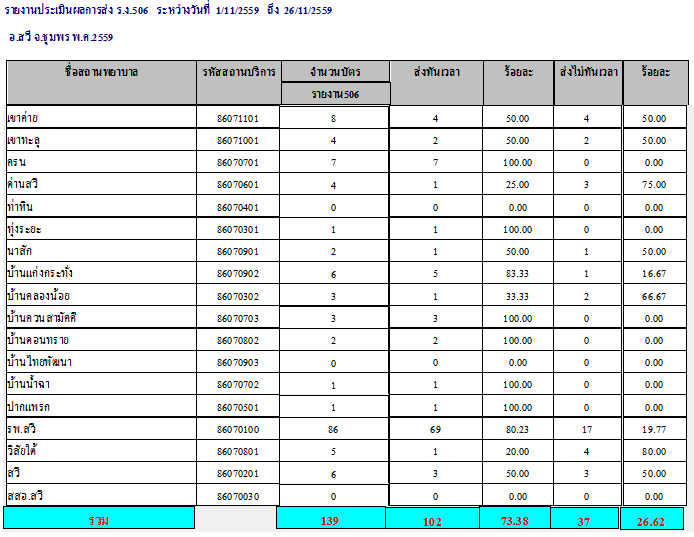 รายงานประเมินผลการส่ง ร.ง.506 ระหว่างวันที่ 1/11/2559 ถึง 26/11/2559
อ.สวี จ.ชุมพร พ.ศ.2559
ชื่อสถานพยาบาล รหัสสถานบริการ จำนวนบัตร ส่งทันเวลา ร้อยละ ส่งไม่ทันเวลา ร้อยละ
รายงาน506
เขาค่าย 86071101 8 4 50.00 4 50.00
เขาทะลุ 86071001 4 2 50.00 2 50.00
ครน 86070701 7 7 100.00 0 0.00
ด่านสวี 86070601 4 1 25.00 3 75.00
ท่าหิน 86070401 0 0 0.00 0 0.00
ทุ่งระยะ 86070301 1 1 100.00 0 0.00
นาสัก 86070901 2 1 50.00 1 50.00
บ้านแก่งกระทั่ง 86070902 6 5 83.33 1 16.67
บ้านคลองน้อย 86070302 3 1 33.33 2 66.67
บ้านควนสามัคคี 86070703 3 3 100.00 0 0.00
บ้านดอนทราย 86070802 2 2 100.00 0 0.00
บ้านไทยพัฒนา 86070903 0 0 0.00 0 0.00
บ้านน้ำฉา 86070702 1 1 100.00 0 0.00
ปากแพรก 86070501 1 1 100.00 0 0.00
รพ.สวี 86070100 86 69 80.23 17 19.77
วิสัยใต้ 86070801 5 1 20.00 4 80.00
สวี 86070201 6 3 50.00 3 50.00
สสอ.สวี 86070030 0 0 0.00 0 0.00
รวม 139 102 73.38 37 26.62